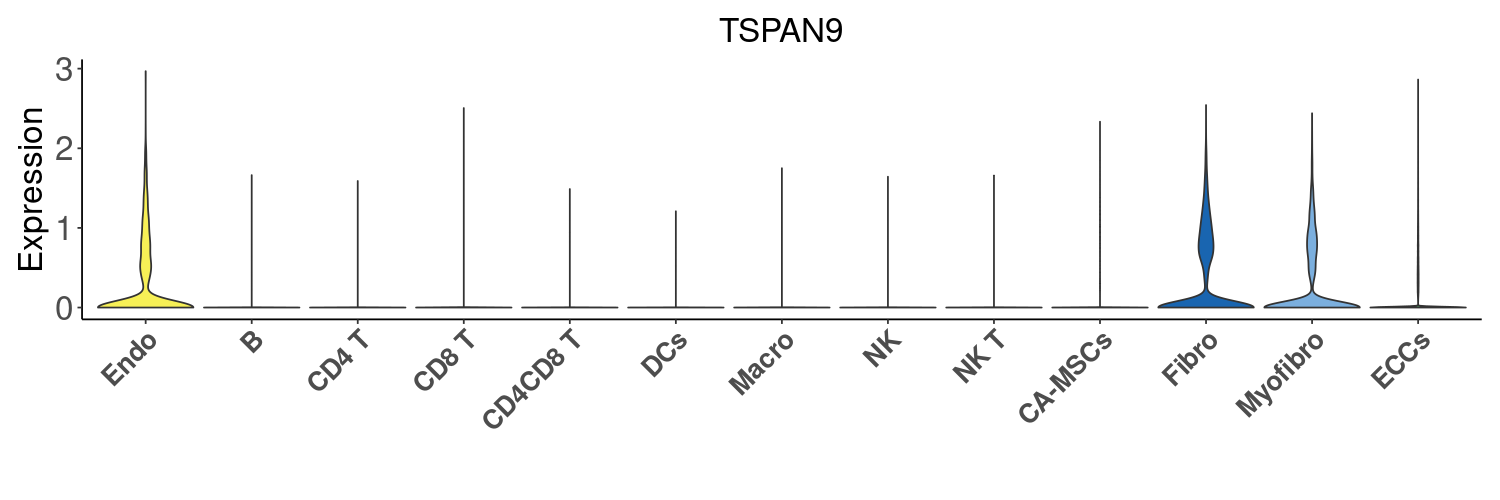 TSPAN9
Expression
3
2
1
0
Endo
B
CD4 T
CD8 T
CD4CD8 T
DCs
Macro
NK
NK T
CA-MSCs
Fibro
Myofibro
ECCs